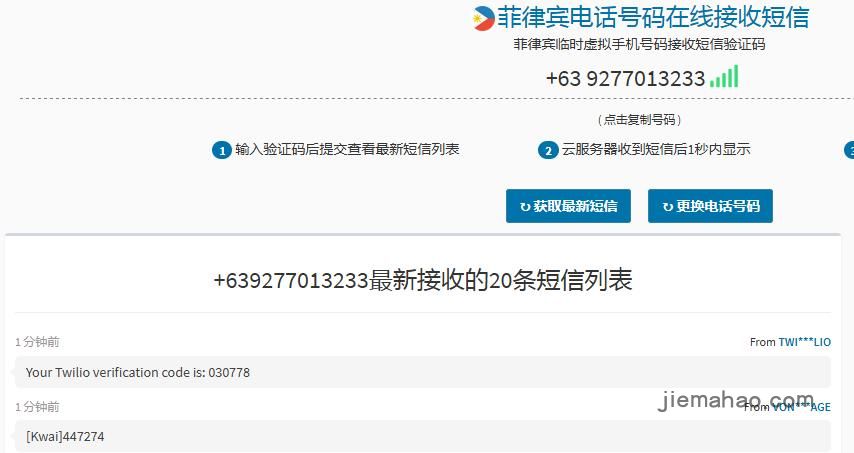 菲律宾电话号码在线接收短信
菲律宾临时虚拟手机号码接收短信验证码
+63 9277013233
（点击复制号码）
1 输入验证码后提交查看最新短信列表
2 云服务器收到短信后1秒内显示
3
↻ 获取最新短信
↻ 更换电话号码
+639277013233最新接收的20条短信列表
1 分钟前
From TWI***LIO
Your Twilio verification code is: 030778
1 分钟前
From VON***AGE
jiemahao.com
[Kwai]447274